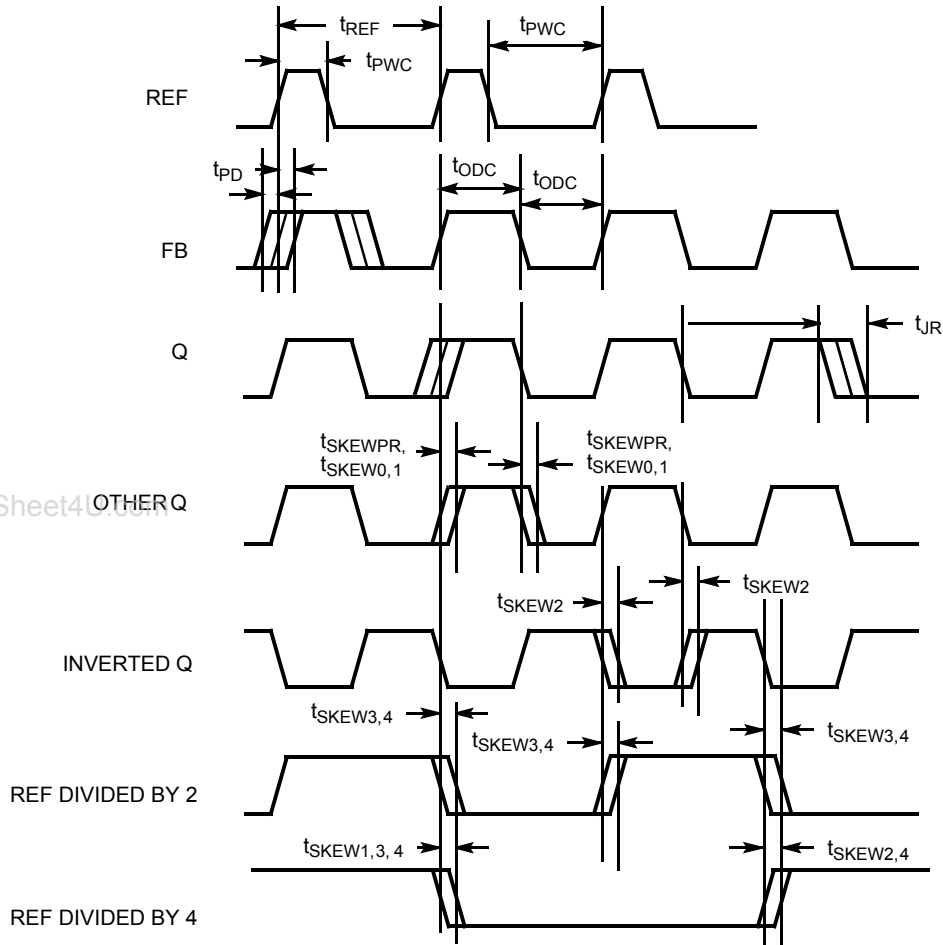 tREF
tPWC
tPWC
REF
tPD
tODC
tODC
FB
Q
tJR
tSKEWPR,
tSKEW0,1
tSKEWPR,
tSKEW0,1
Sheet4U.com
OTHER Q
tSKEW2
tSKEW2
INVERTED Q
tSKEW3,4
tSKEW3,4
tSKEW3,4
REF DIVIDED BY 2
tSKEW1,3, 4
tSKEW2,4
REF DIVIDED BY 4